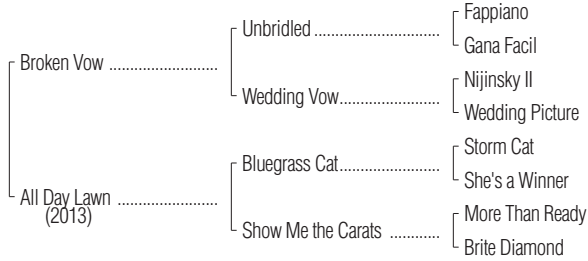 Fappiano
Unbridled ..................
Gana Facil
Broken Vow ..................
Nijinsky II
Wedding Vow..................
Wedding Picture
Storm Cat
Bluegrass Cat..................
She's a Winner
All Day Lawn ..................
(2013)
More Than Ready
Show Me the Carats ............
Brite Diamond